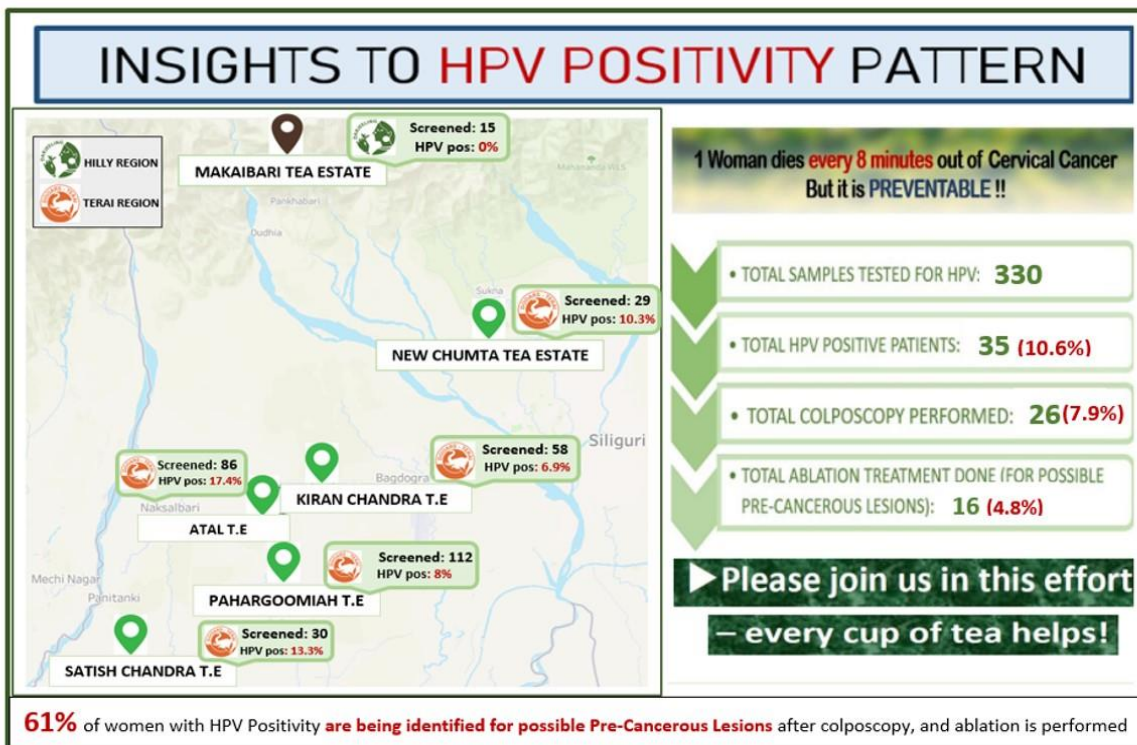 INSIGHTS TO HPV POSITIVITY PATTERN
HILLY REGION
TERAI REGION
Screened: 15
HPV pos: 0%
MAKAIBARI TEA ESTATE
Mahananda WLS
Pankhabari
Dudhia
Sukna
Screened: 29
HPV pos: 10.3%
NEW CHUMTA TEA ESTATE
Siliguri
Screened: 58
HPV pos: 6.9%
Bagdogra
KIRAN CHANDRA T.E
Screened: 86
HPV pos: 17.4%
Naksalbari
ATAL T.E
Screened: 112
HPV pos: 8%
PAHARGOOMIAH T.E
Mechi Nagar
Panitanki
Screened: 30
HPV pos: 13.3%
SATISH CHANDRA T.E
1 Woman dies every 8 minutes out of Cervical Cancer
But it is PREVENTABLE !!
• TOTAL SAMPLES TESTED FOR HPV: 330
• TOTAL HPV POSITIVE PATIENTS: 35 (10.6%)
• TOTAL COLPOSCOPY PERFORMED: 26(7.9%)
• TOTAL ABLATION TREATMENT DONE (FOR POSSIBLE
PRE-CANCEROUS LESIONS): 16 (4.8%)
►Please join us in this effort
– every cup of tea helps!
61% of women with HPV Positivity are being identified for possible Pre-Cancerous Lesions after colposcopy, and ablation is performed